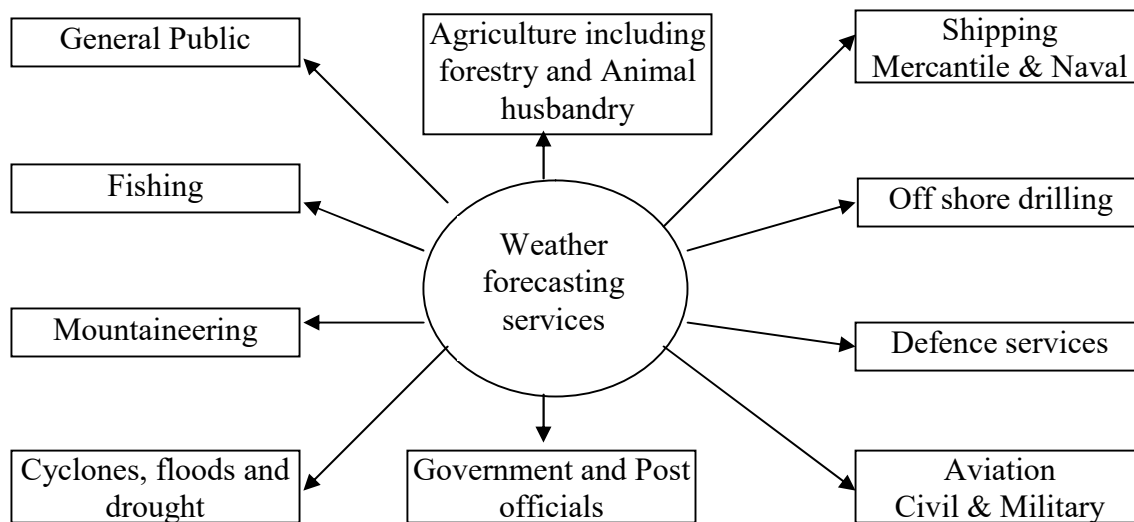 General Public
Agriculture including
forestry and Animal
husbandry
Shipping
Mercantile & Naval
Fishing
Off shore drilling
Weather
forecasting
services
Mountaineering
Defence services
Cyclones, floods and
drought
Government and Post
officials
Aviation
Civil & Military